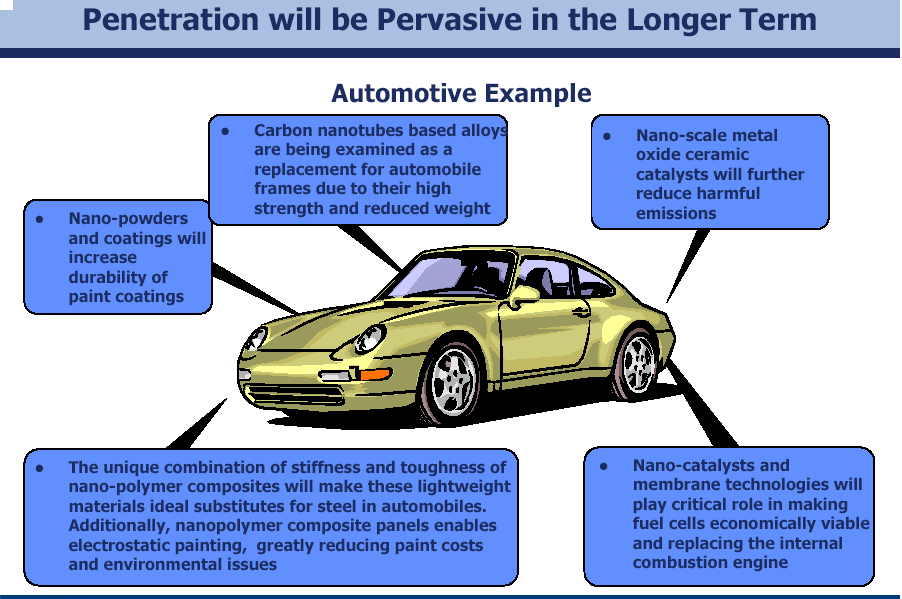 Penetration will be Pervasive in the Longer Term
Automotive Example
• Carbon nanotubes based alloys
are being examined as a
replacement for automobile
frames due to their high
strength and reduced weight
• Nano-scale metal
oxide ceramic
catalysts will further
reduce harmful
emissions
• Nano-powders
and coatings will
increase
durability of
paint coatings
• The unique combination of stiffness and toughness of
nano-polymer composites will make these lightweight
materials ideal substitutes for steel in automobiles.
Additionally, nanopolymer composite panels enables
electrostatic painting,  greatly reducing paint costs
and environmental issues
• Nano-catalysts and
membrane technologies will
play critical role in making
fuel cells economically viable
and replacing the internal
combustion engine